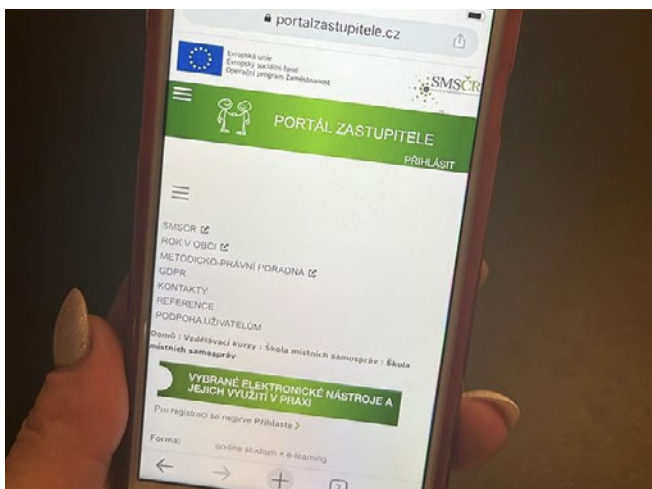 portalzastupitele.cz
Evropská unie
Evropský sociální fond
Operační program Zaměstnanost
SMSČR
PORTÁL ZASTUPITELE
PŘIHLÁSIT
SMSČR
ROK V OBCI
METODICKO-PRÁVNÍ PORADNA
GDPR
KONTAKTY
REFERENCE
PODPORA UŽIVATELŮM
Domů : Vzdělávací kurzy : Škola místních samospráv : Škola
místních samospráv
VYBRANÉ ELEKTRONICKÉ NÁSTROJE A
JEJICH VYUŽITÍ V PRAXI
Pro registraci se nejprve Přihlaste >
Forma: on-line studium + e-learning